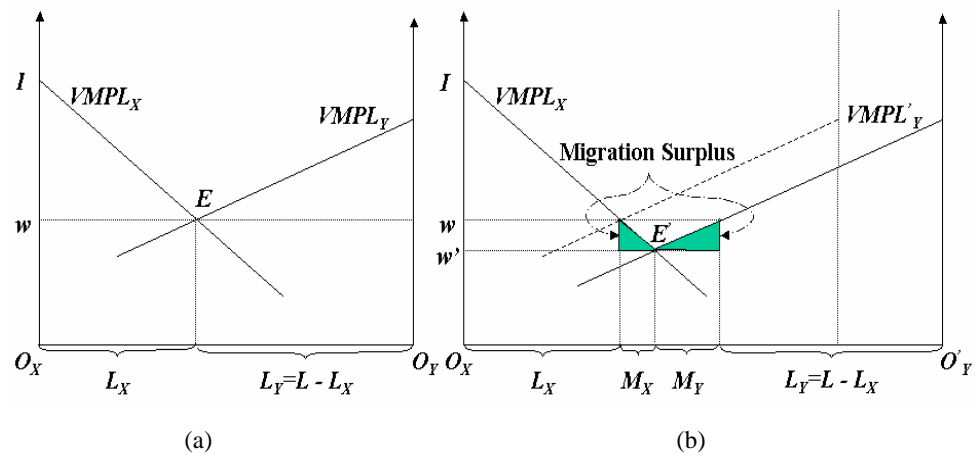 I
VMPL_X
VMPL_Y
E
w
O_X
O_Y
L_X
L_Y=L - L_X
(a)
I
VMPL_X
VMPL'_Y
Migration Surplus
w
E'
w'
O_X
O'_Y
L_X
M_X
M_Y
L_Y=L - L_X
(b)